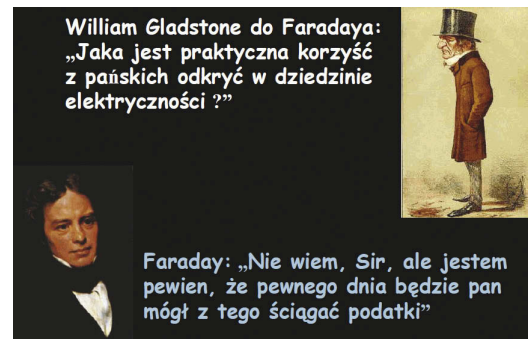 William Gladstone do Faradaya:
„Jaka jest praktyczna korzyść
z pańskich odkryć w dziedzinie
elektryczności ?”
Faraday: „Nie wiem, Sir, ale jestem
pewien, że pewnego dnia będzie pan
mógł z tego ściągać podatki”